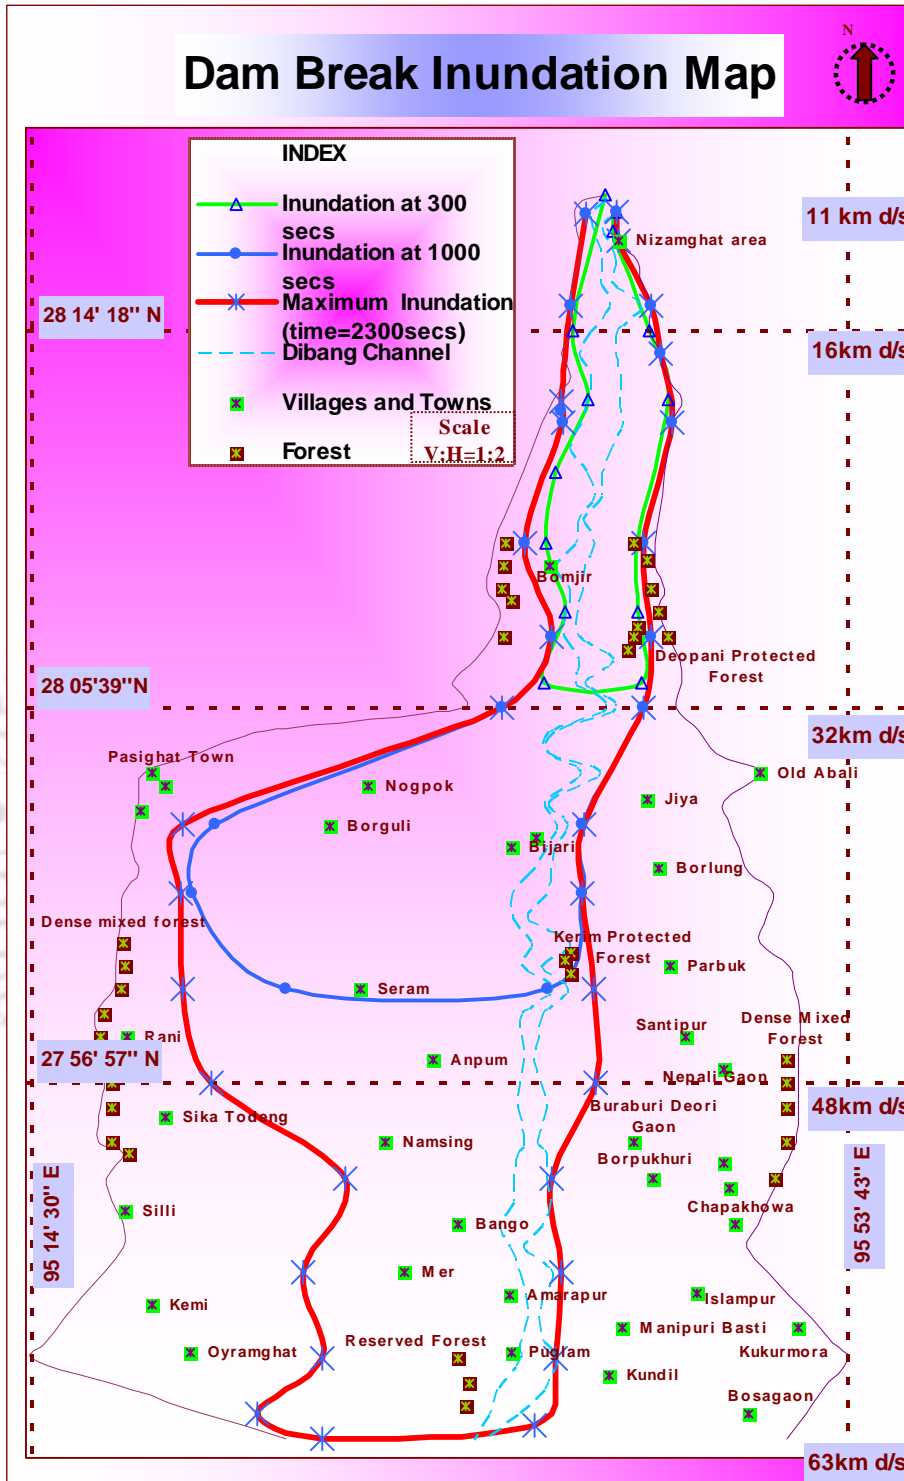 N
Dam Break Inundation Map
INDEX
Inundation at 300
secs
Inundation at 1000
secs
Maximum Inundation
(time=2300secs)
Dibang Channel
Villages and Towns
Forest
Scale
V:H=1:2
11 km d/s
Nizamghat area
28 14' 18" N
16km d/s
Bomjir
Deopani Protected
Forest
28 05'39"N
32km d/s
Pasighat Town
Nogpok
Old Abali
Jiya
Borguli
Bijari
Borlung
Dense mixed forest
Kerim Protected
Forest
Parbuk
Seram
Santipur
Dense Mixed
Forest
Rani
27 56' 57" N
Anpum
Nepali Gaon
48km d/s
Sika Todeng
Buraburi Deori
Gaon
Namsing
Borpukhuri
95 14' 30" E
95 53' 43" E
Silli
Chapakhowa
Bango
Mer
Amarapur
Islampur
Kemi
Manipuri Basti
Reserved Forest
Oyramghat
Puglam
Kukurmora
Kundil
Bosagaon
63km d/s